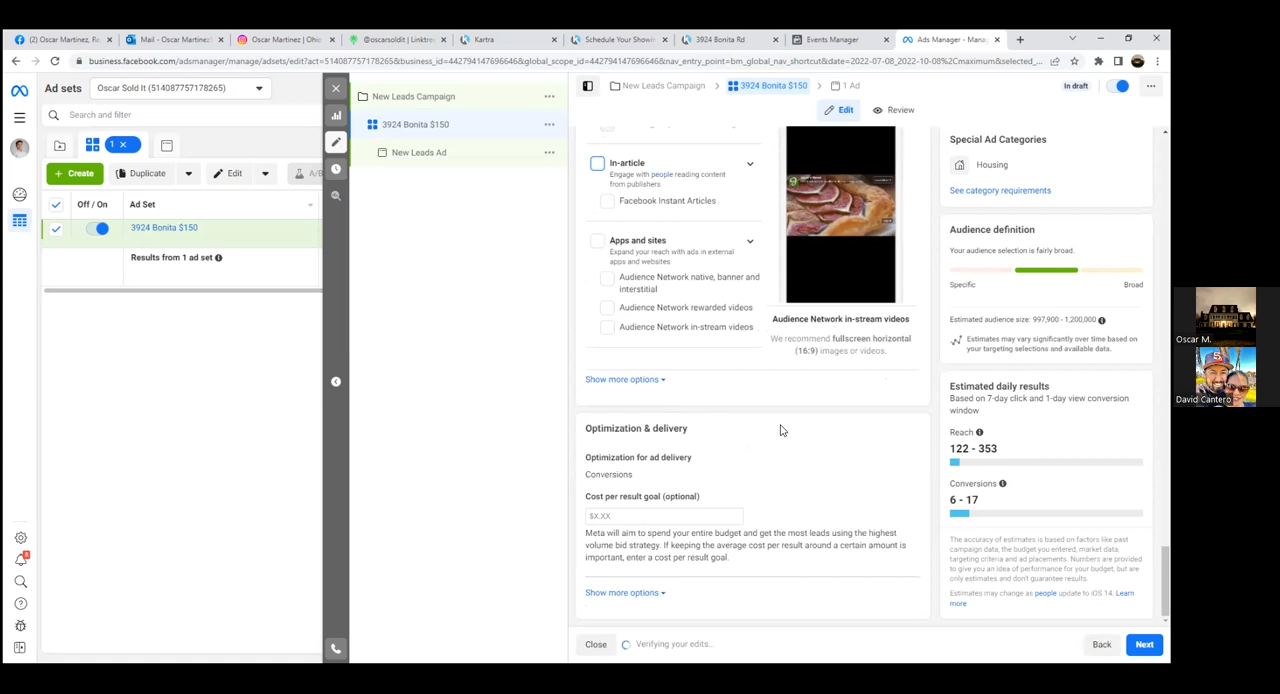 (2) Oscar Martinez, Re
Mail - Oscar Martinez
Oscar Martinez | Ohio
@oscarsoldit | Linktree
Kartra
Schedule Your Showin
3924 Bonita Rd
Events Manager
Ads Manager - Mana
business.facebook.com/adsmanager/manage/adsets/edit?act=514087757178265&business_id=442794147696646&global_scope_id=442794147696646&nav_entry_point=bm_global_nav_shortcut&date=2022-07-08_2022-10-08%2Cmaximum&selected_
Ad sets
Oscar Sold It (514087757178265)
Search and filter
1
+ Create
Duplicate
Edit
A/B
Off / On
Ad Set
3924 Bonita $150
Results from 1 ad set
New Leads Campaign
3924 Bonita $150
New Leads Ad
New Leads Campaign
3924 Bonita $150
1 Ad
In draft
Edit
Review
In-article
Engage with people reading content
from publishers
Facebook Instant Articles
Apps and sites
Expand your reach with ads in external
apps and websites
Audience Network native, banner and
interstitial
Audience Network rewarded videos
Audience Network in-stream videos
Audience Network in-stream videos
We recommend fullscreen horizontal
(16:9) images or videos.
Show more options
Optimization & delivery
Optimization for ad delivery
Conversions
Cost per result goal (optional)
$X.XX
Meta will aim to spend your entire budget and get the most leads using the highest
volume bid strategy. If keeping the average cost per result around a certain amount is
important, enter a cost per result goal.
Show more options
Close
Verifying your edits...
Back
Next
Special Ad Categories
Housing
See category requirements
Audience definition
Your audience selection is fairly broad.
Specific
Broad
Estimated audience size: 997,900 - 1,200,000
Estimates may vary significantly over time based on
your targeting selections and available data.
Estimated daily results
Based on 7-day click and 1-day view conversion
window
Reach
122 - 353
Conversions
6 - 17
The accuracy of estimates is based on factors like past
campaign data, the budget you entered, market data,
targeting criteria and ad placements. Numbers are provided
to give you an idea of performance for your budget, but are
only estimates and don't guarantee results.
Estimates may change as people update to iOS 14. Learn
more
Oscar M.
David Cantero